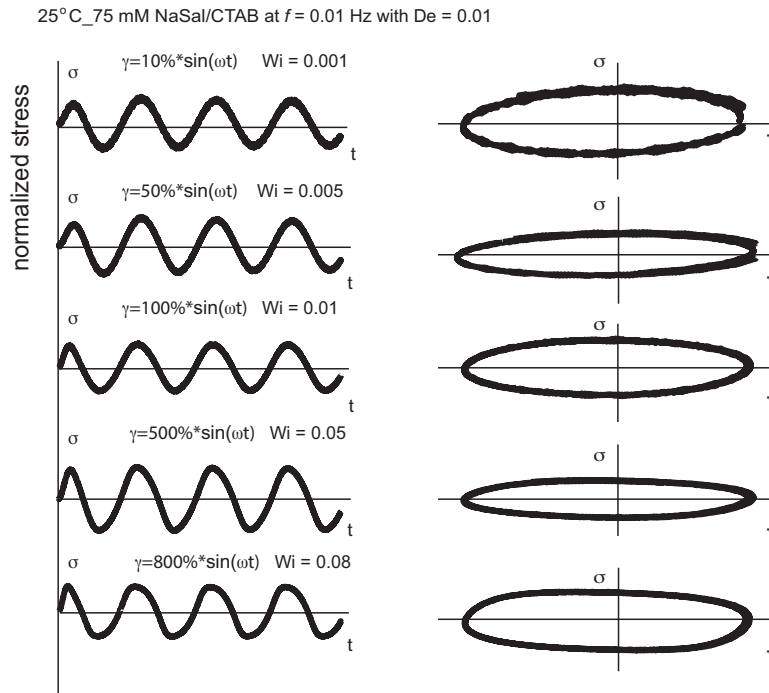 25°C_75 mM NaSal/CTAB at f = 0.01 Hz with De = 0.01
normalized stress
σ
γ=10%*sin(ωt) Wi = 0.001
t
σ
σ
γ=50%*sin(ωt) Wi = 0.005
t
σ
σ
γ=100%*sin(ωt) Wi = 0.01
t
σ
σ
γ=500%*sin(ωt) Wi = 0.05
t
σ
σ
γ=800%*sin(ωt) Wi = 0.08
t
σ